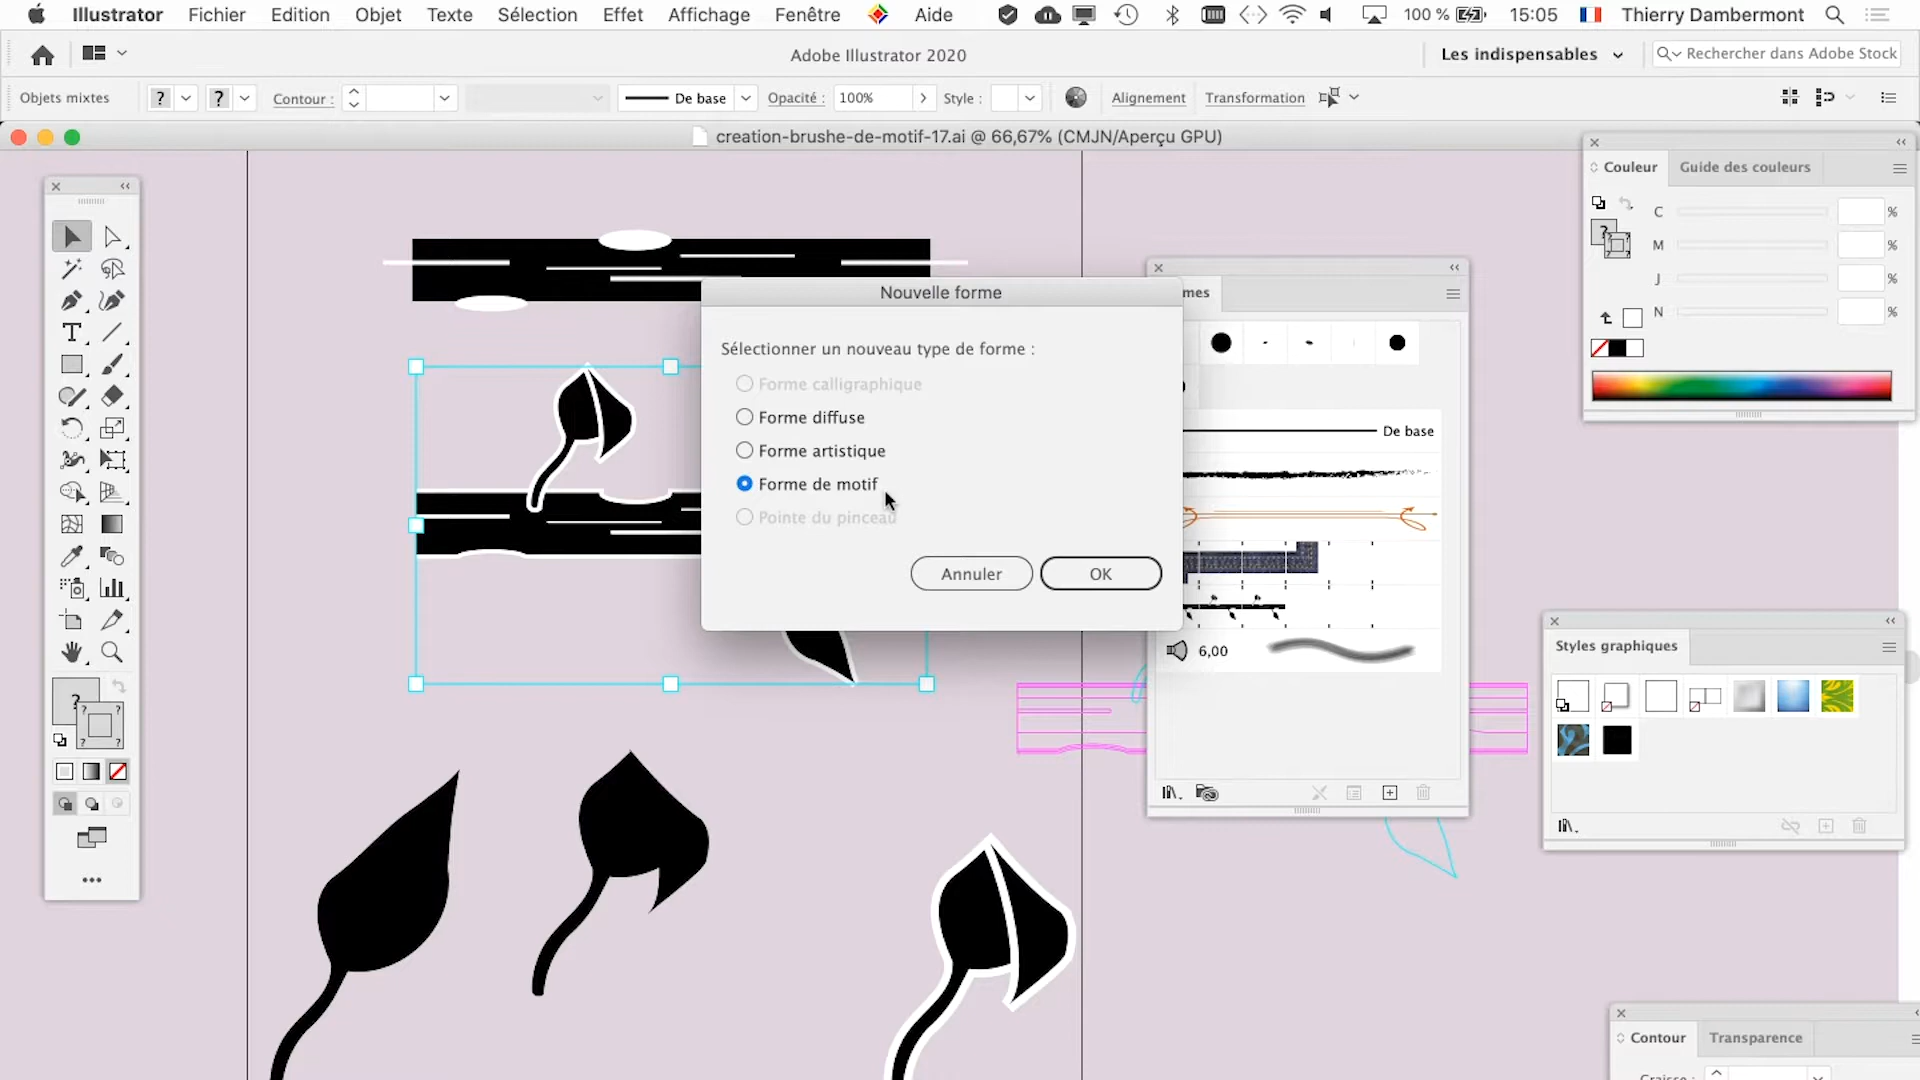 Illustrator Fichier Edition Objet Texte Sélection Effet Affichage Fenêtre Aide 100 % 15:05 Thierry Dambermont
Adobe Illustrator 2020
Les indispensables
Rechercher dans Adobe Stock
Objets mixtes ? ? Contour : De base Opacité : 100% Style : Alignement Transformation
creation-brushe-de-motif-17.ai @ 66,67% (CMJN/Aperçu GPU)
Couleur Guide des couleurs
C %
M %
J %
N %
Nouvelle forme
Sélectionner un nouveau type de forme :
Forme calligraphique
Forme diffuse
Forme artistique
Forme de motif
Pointe du pinceau
Annuler OK
mes
De base
6,00
Styles graphiques
Contour Transparence
Graisse :